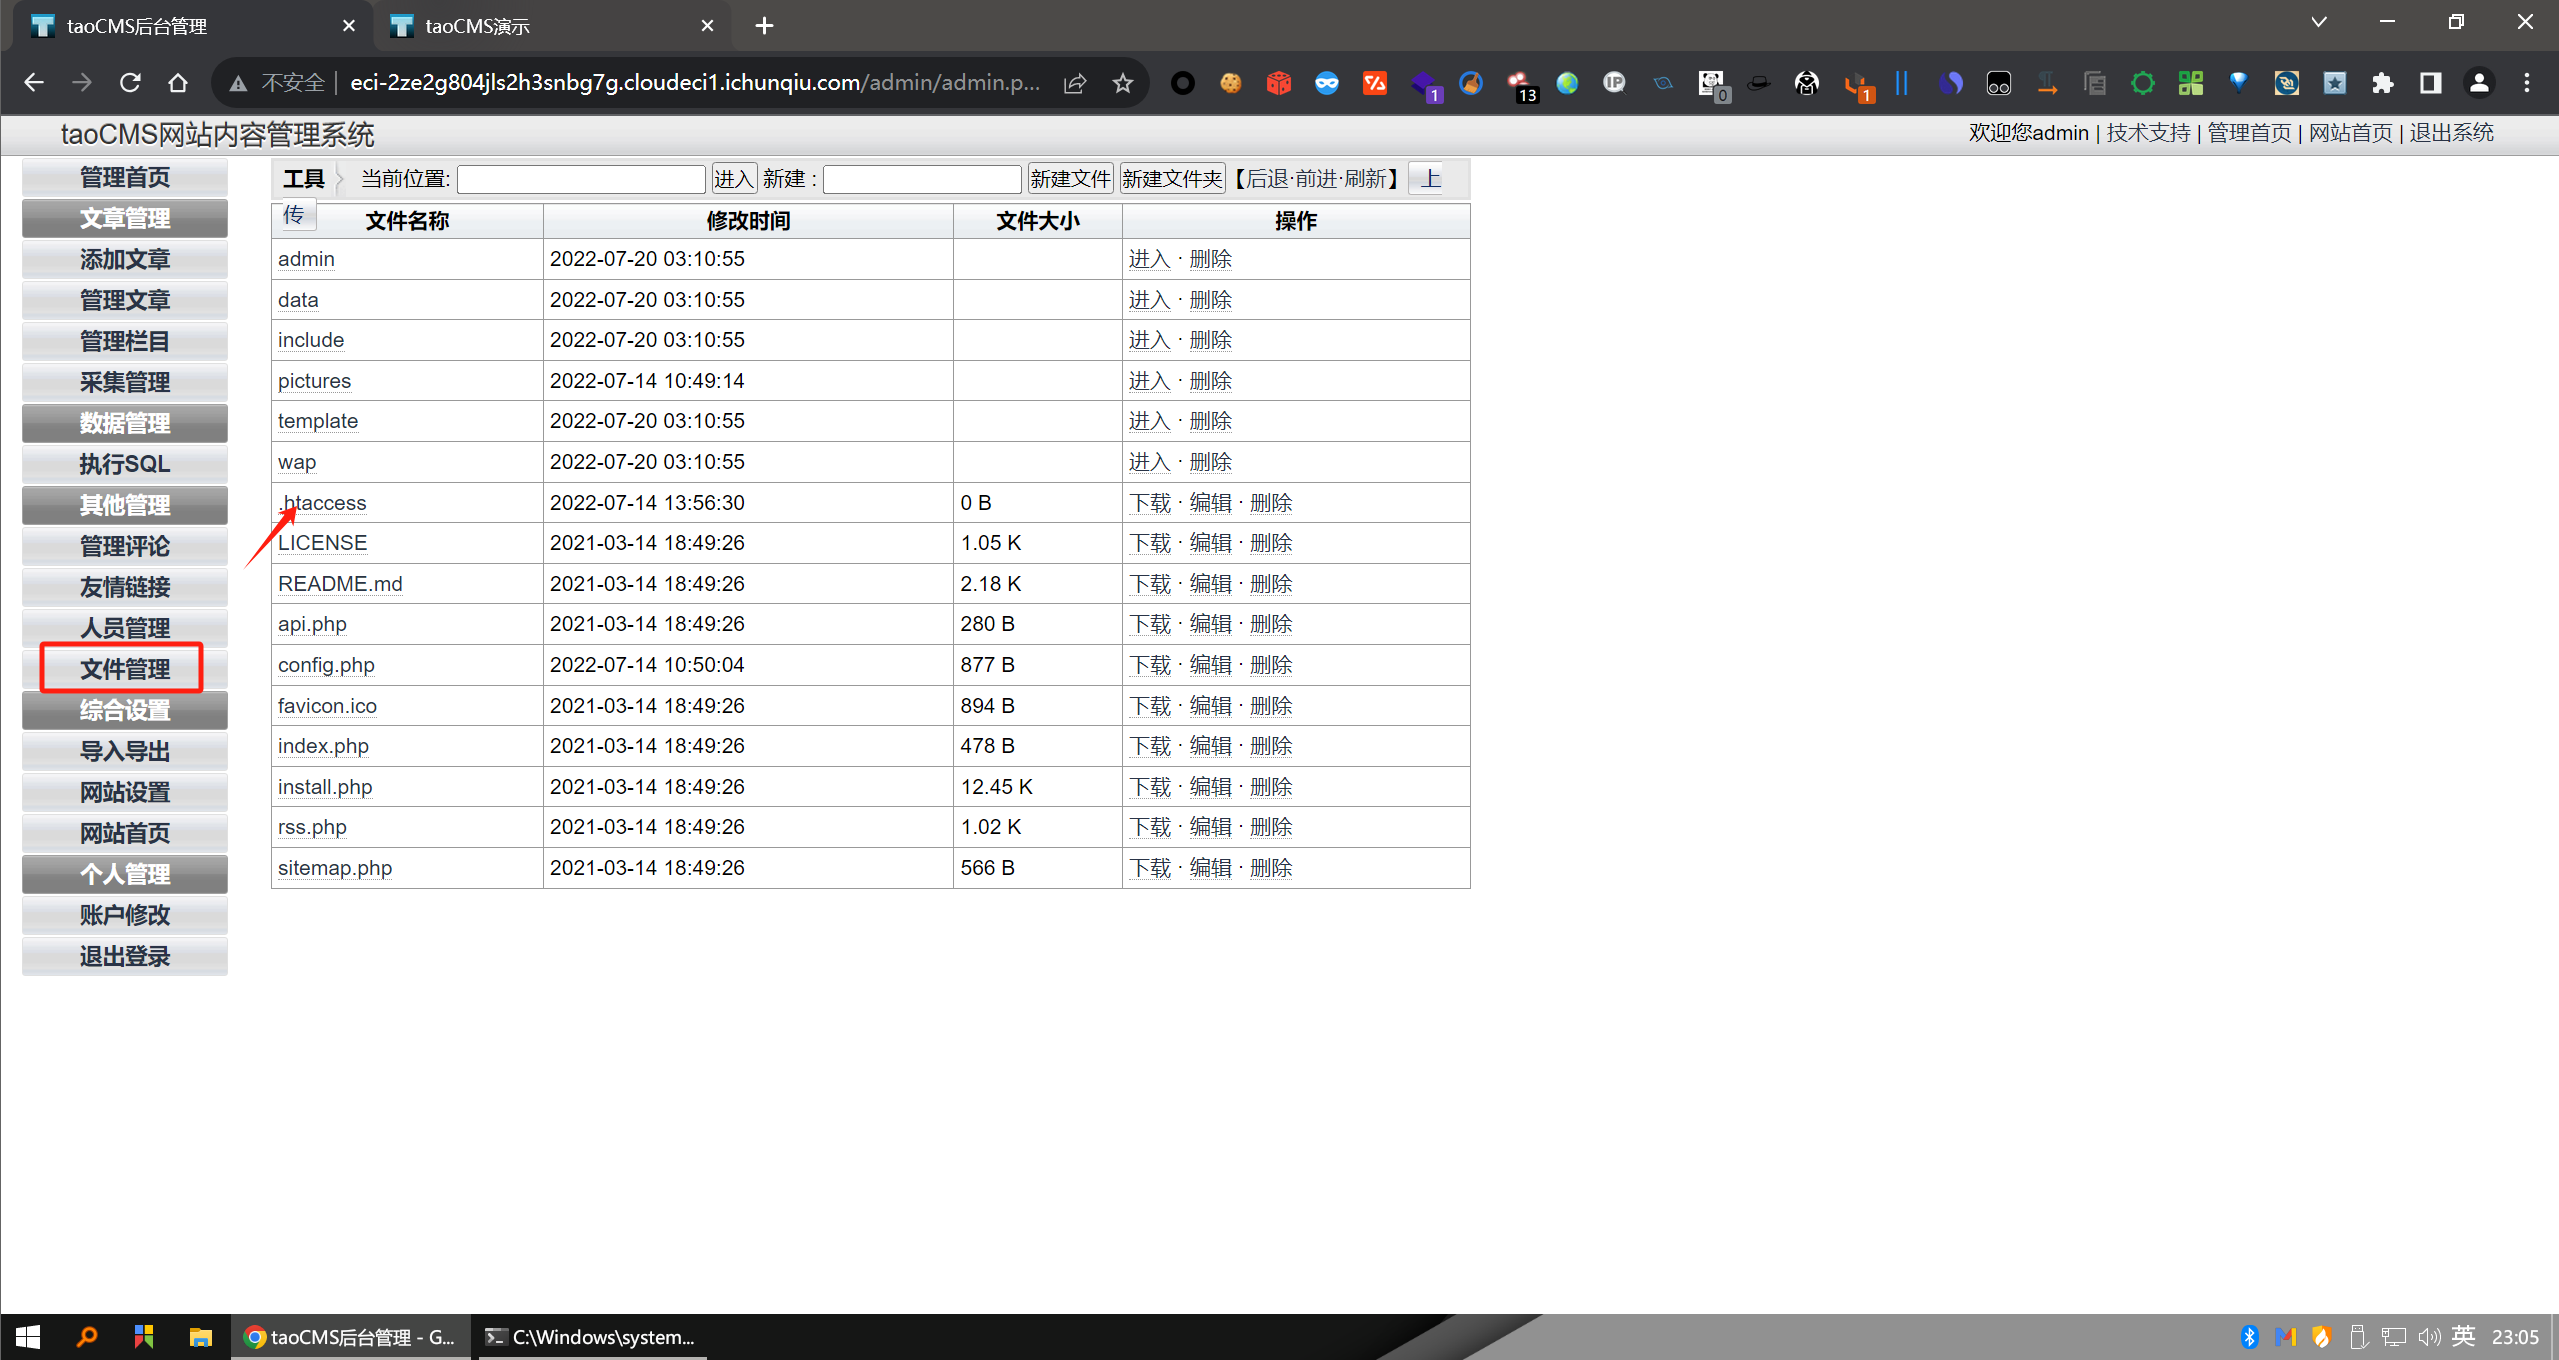 taoCMS后台管理
taoCMS演示
不安全 eci-2ze2g804jls2h3snbg7g.cloudeci1.ichunqiu.com/admin/admin.p...
1
13
0
1
taoCMS网站内容管理系统
欢迎您admin | 技术支持 | 管理首页 | 网站首页 | 退出系统
管理首页
文章管理
添加文章
管理文章
管理栏目
采集管理
数据管理
执行SQL
其他管理
管理评论
友情链接
人员管理
文件管理
综合设置
导入导出
网站设置
网站首页
个人管理
账户修改
退出登录
工具 当前位置: 进入 新建 : 新建文件 新建文件夹 【后退·前进·刷新】 上
传 文件名称 修改时间 文件大小 操作
admin 2022-07-20 03:10:55 进入 · 删除
data 2022-07-20 03:10:55 进入 · 删除
include 2022-07-20 03:10:55 进入 · 删除
pictures 2022-07-14 10:49:14 进入 · 删除
template 2022-07-20 03:10:55 进入 · 删除
wap 2022-07-20 03:10:55 进入 · 删除
.htaccess 2022-07-14 13:56:30 0 B 下载 · 编辑 · 删除
LICENSE 2021-03-14 18:49:26 1.05 K 下载 · 编辑 · 删除
README.md 2021-03-14 18:49:26 2.18 K 下载 · 编辑 · 删除
api.php 2021-03-14 18:49:26 280 B 下载 · 编辑 · 删除
config.php 2022-07-14 10:50:04 877 B 下载 · 编辑 · 删除
favicon.ico 2021-03-14 18:49:26 894 B 下载 · 编辑 · 删除
index.php 2021-03-14 18:49:26 478 B 下载 · 编辑 · 删除
install.php 2021-03-14 18:49:26 12.45 K 下载 · 编辑 · 删除
rss.php 2021-03-14 18:49:26 1.02 K 下载 · 编辑 · 删除
sitemap.php 2021-03-14 18:49:26 566 B 下载 · 编辑 · 删除
taoCMS后台管理 - G...
C:\Windows\system...
英
23:05